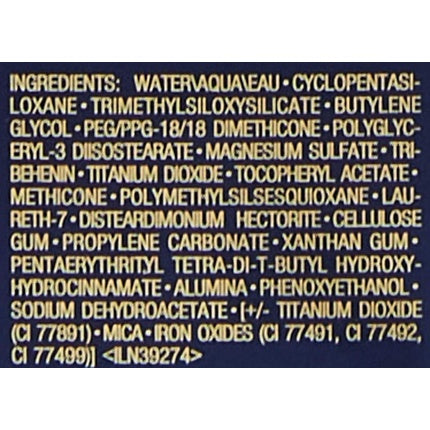 INGREDIENTS: WATER\AQUA\EAU • CYCLOPENTASI-
LOXANE • TRIMETHYLSILOXYSILICATE • BUTYLENE
GLYCOL • PEG/PPG-18/18 DIMETHICONE • POLYGLYC-
ERYL-3 DIISOSTEARATE • MAGNESIUM SULFATE • TRI-
BEHENIN • TITANIUM DIOXIDE • TOCOPHERYL ACETATE •
METHICONE • POLYMETHYLSILSESQUIOXANE • LAU-
RETH-7 • DISTEARDIMONIUM HECTORITE • CELLULOSE
GUM • PROPYLENE CARBONATE • XANTHAN GUM •
PENTAERYTHRITYL TETRA-DI-T-BUTYL HYDROXY-
HYDROCINNAMATE • ALUMINA • PHENOXYETHANOL •
SODIUM DEHYDROACETATE • [+/- TITANIUM DIOXIDE
(CI 77891) • MICA • IRON OXIDES (CI 77491, CI 77492,
CI 77499)] <ILN39274>